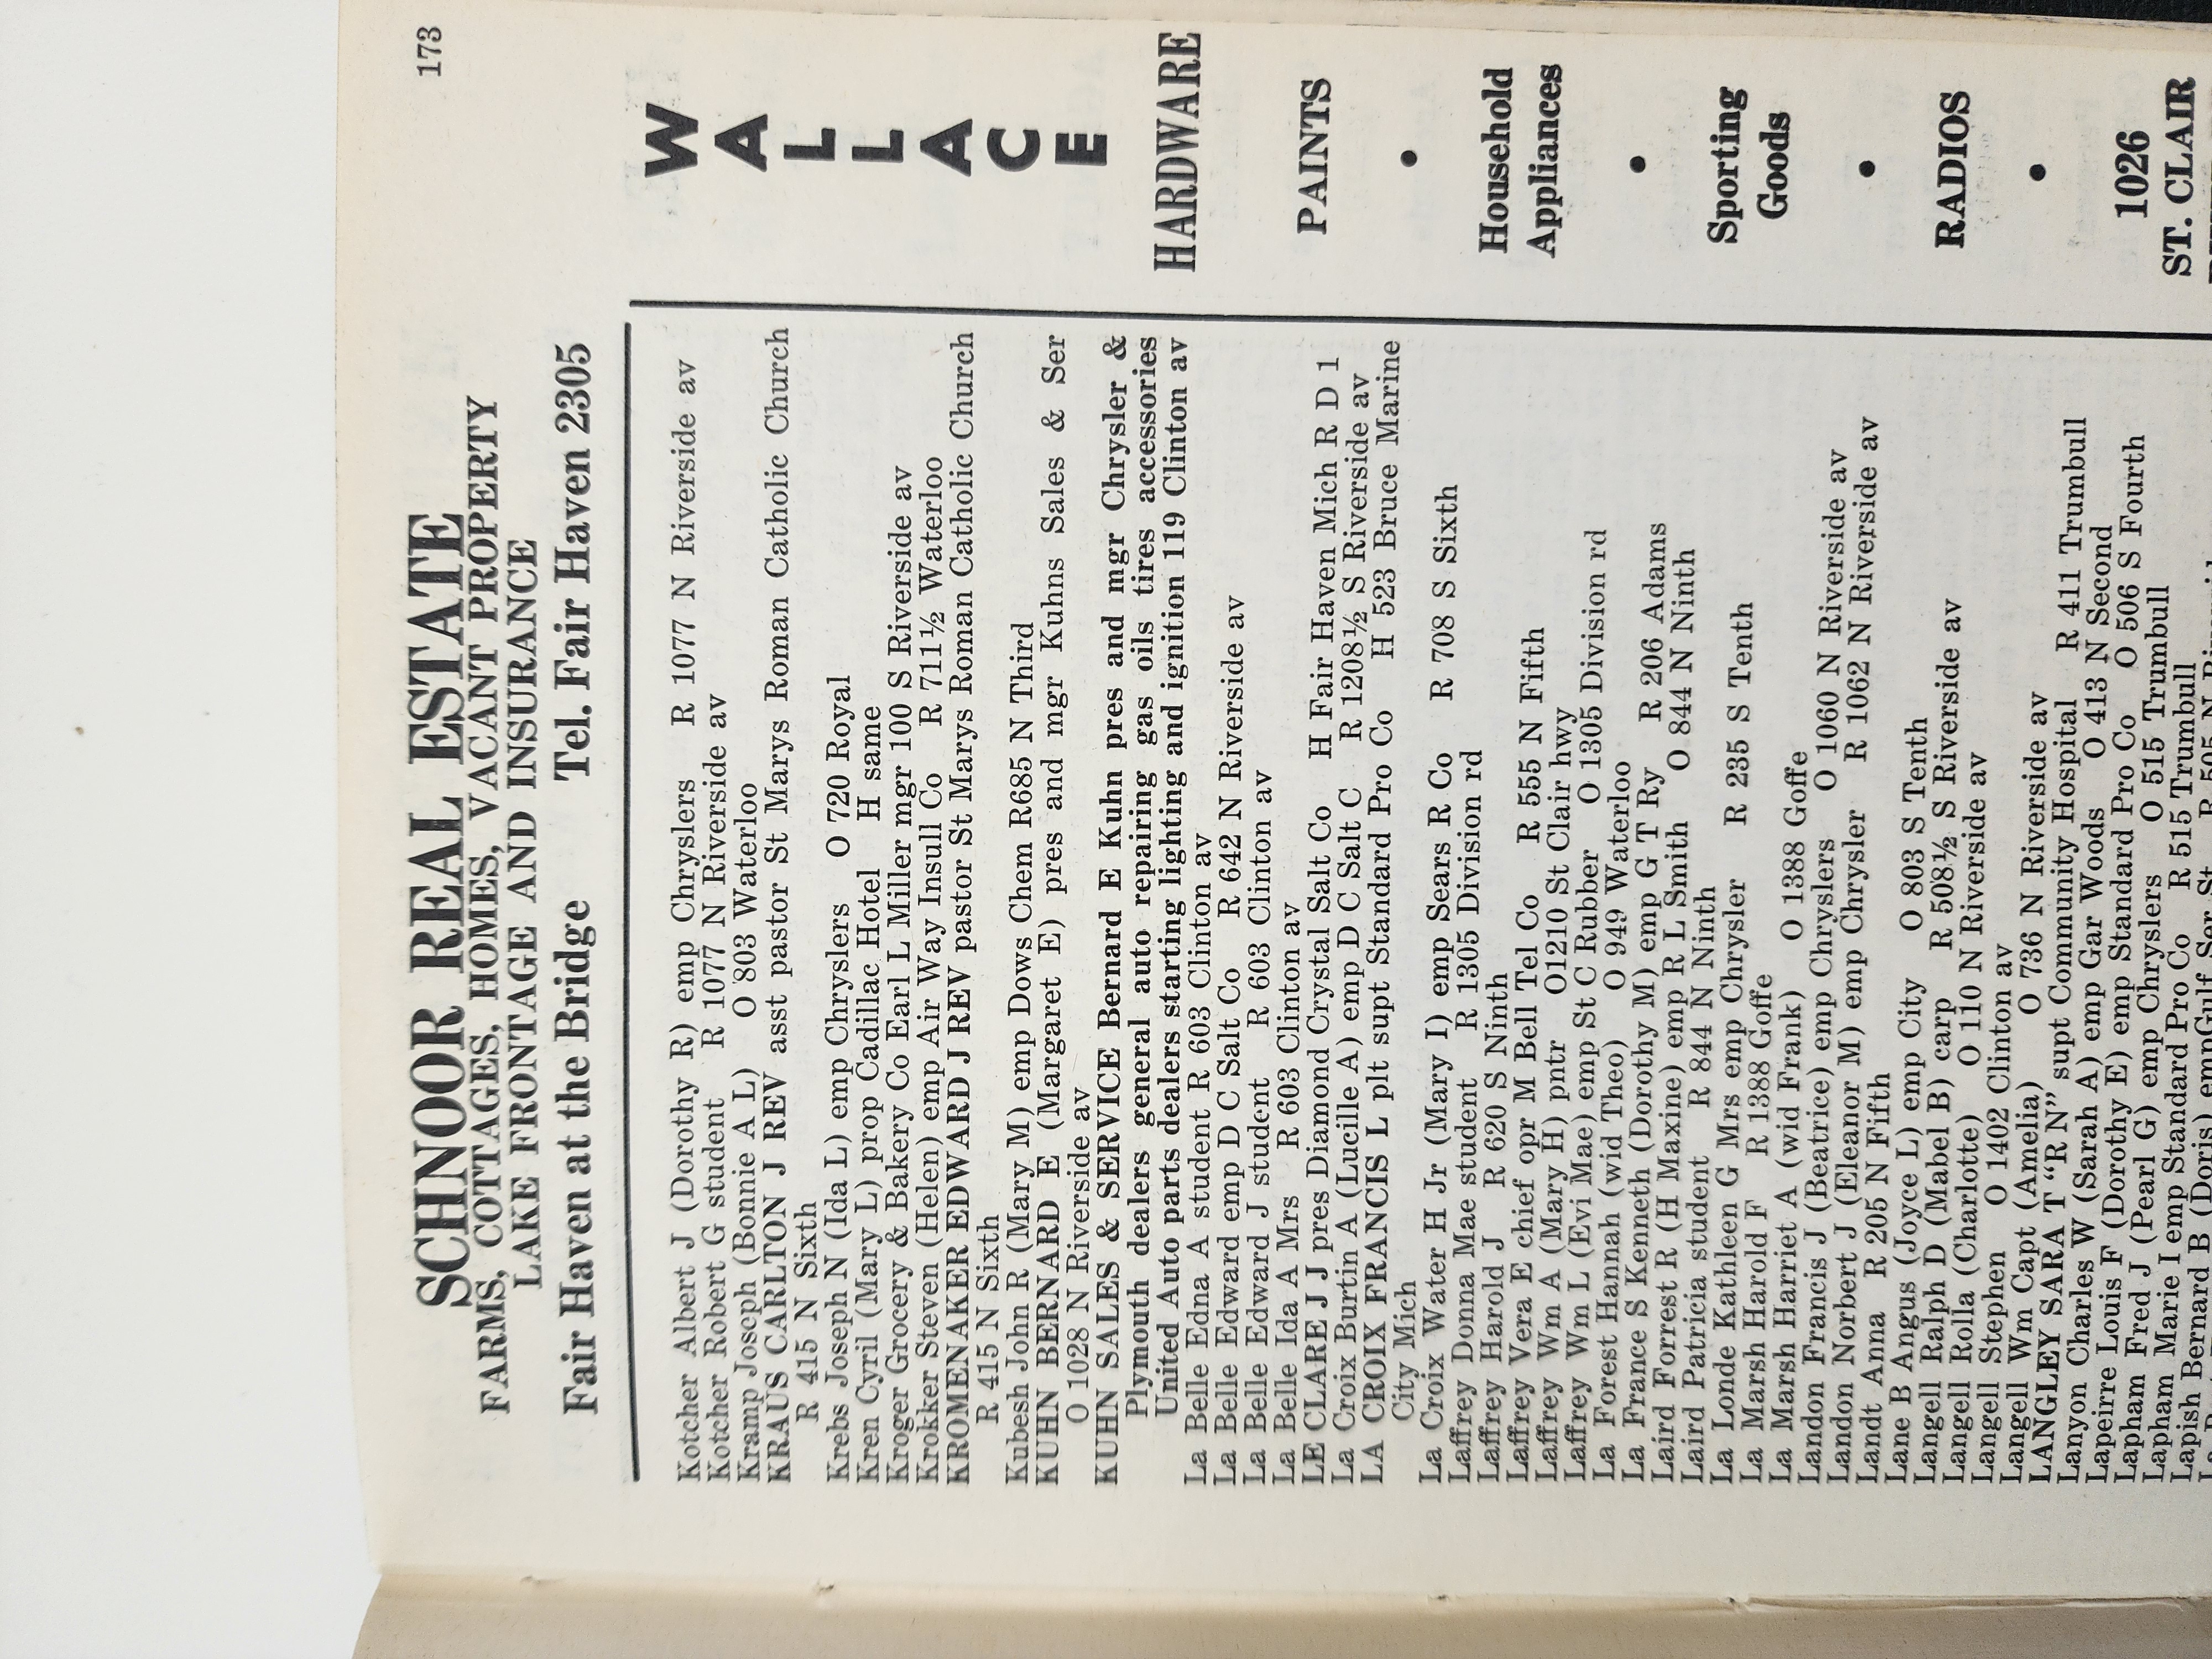 173
SCHNOOR REAL ESTATE
FARMS, COTTAGES, HOMES, VACANT PROPERTY
LAKE FRONTAGE AND INSURANCE
Fair Haven at the Bridge Tel. Fair Haven 2305
Kotcher Albert J (Dorothy R) emp Chryslers R 1077 N Riverside av
Kotcher Robert G student R 1077 N Riverside av
Kramp Joseph (Bonnie A L) O 803 Waterloo
KRAUS CARLTON J REV asst pastor St Marys Roman Catholic Church
R 415 N Sixth
Krebs Joseph N (Ida L) emp Chryslers O 720 Royal
Kren Cyril (Mary L) prop Cadillac Hotel H same
Kroger Grocery & Bakery Co Earl L Miller mgr 100 S Riverside av
Krokker Steven (Helen) emp Air Way Insull Co R 711½ Waterloo
KROMENAKER EDWARD J REV pastor St Marys Roman Catholic Church
R 415 N Sixth
Kubesh John R (Mary M) emp Dows Chem R685 N Third
KUHN BERNARD E (Margaret E) pres and mgr Kuhns Sales & Ser
O 1028 N Riverside av
KUHN SALES & SERVICE Bernard E Kuhn pres and mgr Chrysler &
Plymouth dealers general auto repairing gas oils tires accessories
United Auto parts dealers starting lighting and ignition 119 Clinton av
La Belle Edna A student R 603 Clinton av
La Belle Edward emp D C Salt Co R 642 N Riverside av
La Belle Edward J student R 603 Clinton av
La Belle Ida A Mrs R 603 Clinton av
LE CLARE J J pres Diamond Crystal Salt Co H Fair Haven Mich R D 1
La Croix Burtin A (Lucille A) emp D C Salt C R 1208½ S Riverside av
LA CROIX FRANCIS L plt supt Standard Pro Co H 523 Bruce Marine
City Mich
La Croix Water H Jr (Mary I) emp Sears R Co R 708 S Sixth
Laffrey Donna Mae student R 1305 Division rd
Laffrey Harold J R 620 S Ninth
Laffrey Vera E chief opr M Bell Tel Co R 555 N Fifth
Laffrey Wm A (Mary H) pntr O1210 St Clair hwy
Laffrey Wm L (Evi Mae) emp St C Rubber O 1305 Division rd
La Forest Hannah (wid Theo) O 949 Waterloo
La France S Kenneth (Dorothy M) emp G T Ry R 206 Adams
Laird Forrest R (H Maxine) emp R L Smith O 844 N Ninth
Laird Patricia student R 844 N Ninth
La Londe Kathleen G Mrs emp Chrysler R 235 S Tenth
La Marsh Harold F R 1388 Goffe
La Marsh Harriet A (wid Frank) O 1388 Goffe
Landon Francis J (Beatrice) emp Chryslers O 1060 N Riverside av
Landon Norbert J (Eleanor M) emp Chrysler R 1062 N Riverside av
Landt Anna R 205 N Fifth
Lane B Angus (Joyce L) emp City O 803 S Tenth
Langell Ralph D (Mabel B) carp R 508½ S Riverside av
Langell Rolla (Charlotte) O 110 N Riverside av
Langell Stephen O 1402 Clinton av
Langell Wm Capt (Amelia) O 736 N Riverside av
LANGLEY SARA T "R N" supt Community Hospital R 411 Trumbull
Lanyon Charles W (Sarah A) emp Gar Woods O 413 N Second
Lapeirre Louis F (Dorothy E) emp Standard Pro Co O 506 S Fourth
Lapham Fred J (Pearl G) emp Chryslers O 515 Trumbull
Lapham Marie I emp Standard Pro Co R 515 Trumbull
Lapish Bernard B (Doris) emp Gulf Ser St R 505 N
WALLACE
HARDWARE
PAINTS
•
Household
Appliances
•
Sporting
Goods
•
RADIOS
•
1026
ST. CLAIR